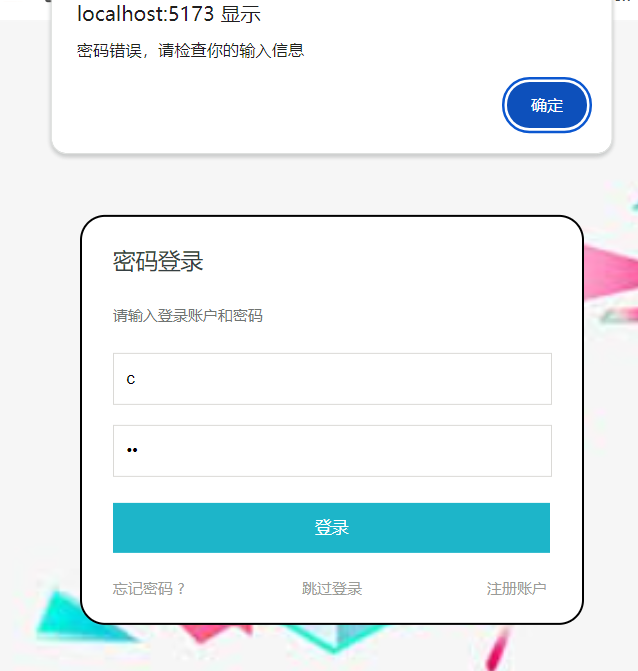 localhost:5173 显示
密码错误，请检查你的输入信息
确定
密码登录
请输入登录账户和密码
c
••
登录
忘记密码？ 跳过登录 注册账户